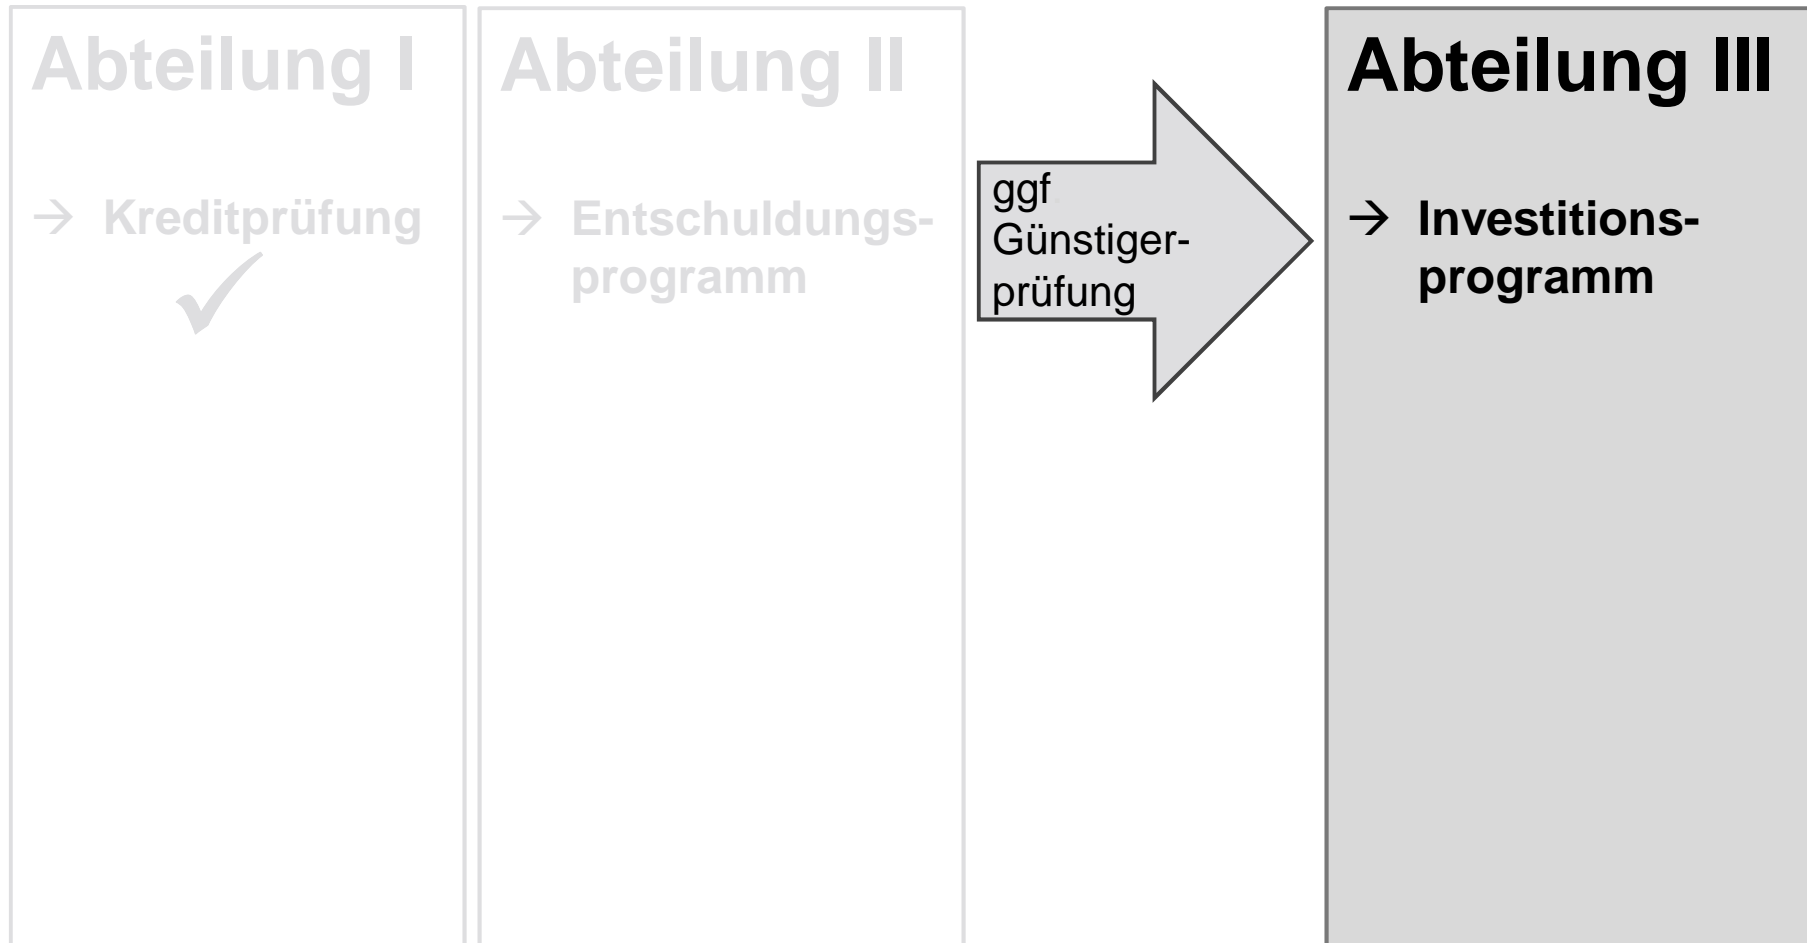 Abteilung I
→ Kreditprüfung
✓
Abteilung II
→ Entschuldungs-
programm
ggf.
Günstiger-
prüfung
Abteilung III
→ Investitions-
programm